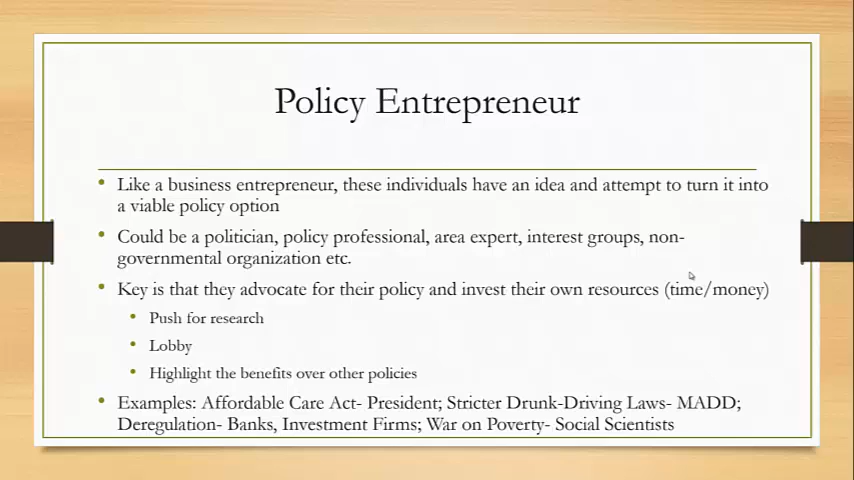 Policy Entrepreneur
• Like a business entrepreneur, these individuals have an idea and attempt to turn it into
a viable policy option
• Could be a politician, policy professional, area expert, interest groups, non-
governmental organization etc.
• Key is that they advocate for their policy and invest their own resources (time/money)
• Push for research
• Lobby
• Highlight the benefits over other policies
• Examples: Affordable Care Act- President; Stricter Drunk-Driving Laws- MADD;
Deregulation- Banks, Investment Firms; War on Poverty- Social Scientists